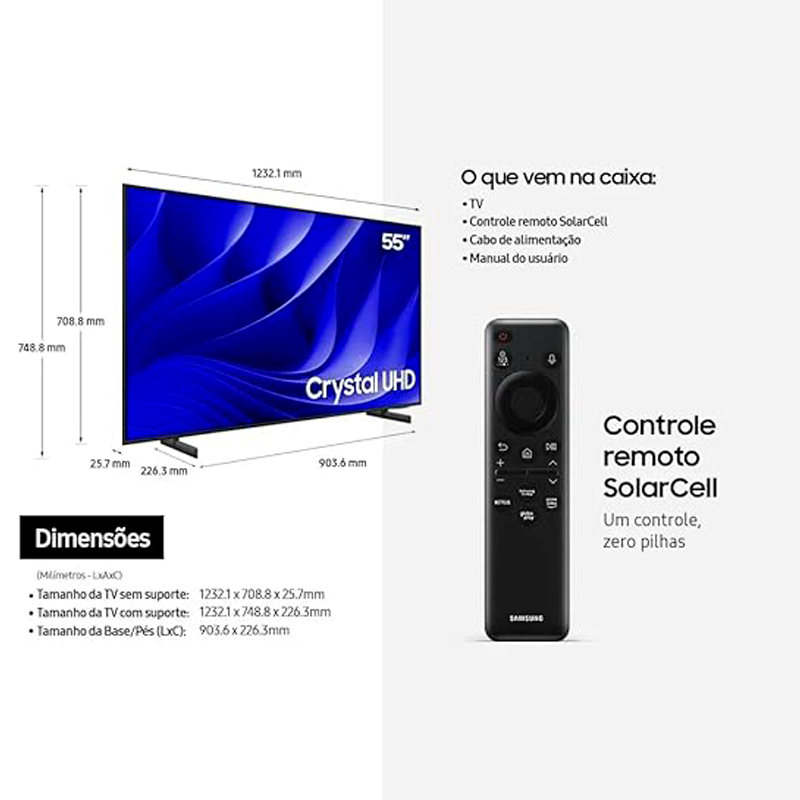 1232.1 mm
55”
708.8 mm
748.8 mm
Crystal UHD
25.7 mm
226.3 mm
903.6 mm
Dimensões
(Milímetros - LxAxC)
• Tamanho da TV sem suporte: 1232.1 x 708.8 x 25.7mm
• Tamanho da TV com suporte: 1232.1 x 748.8 x 226.3mm
• Tamanho da Base/Pés (LxC): 903.6 x 226.3mm
O que vem na caixa:
• TV
• Controle remoto SolarCell
• Cabo de alimentação
• Manual do usuário
NETFLIX
globo
play
SAMSUNG
Controle
remoto
SolarCell
Um controle,
zero pilhas